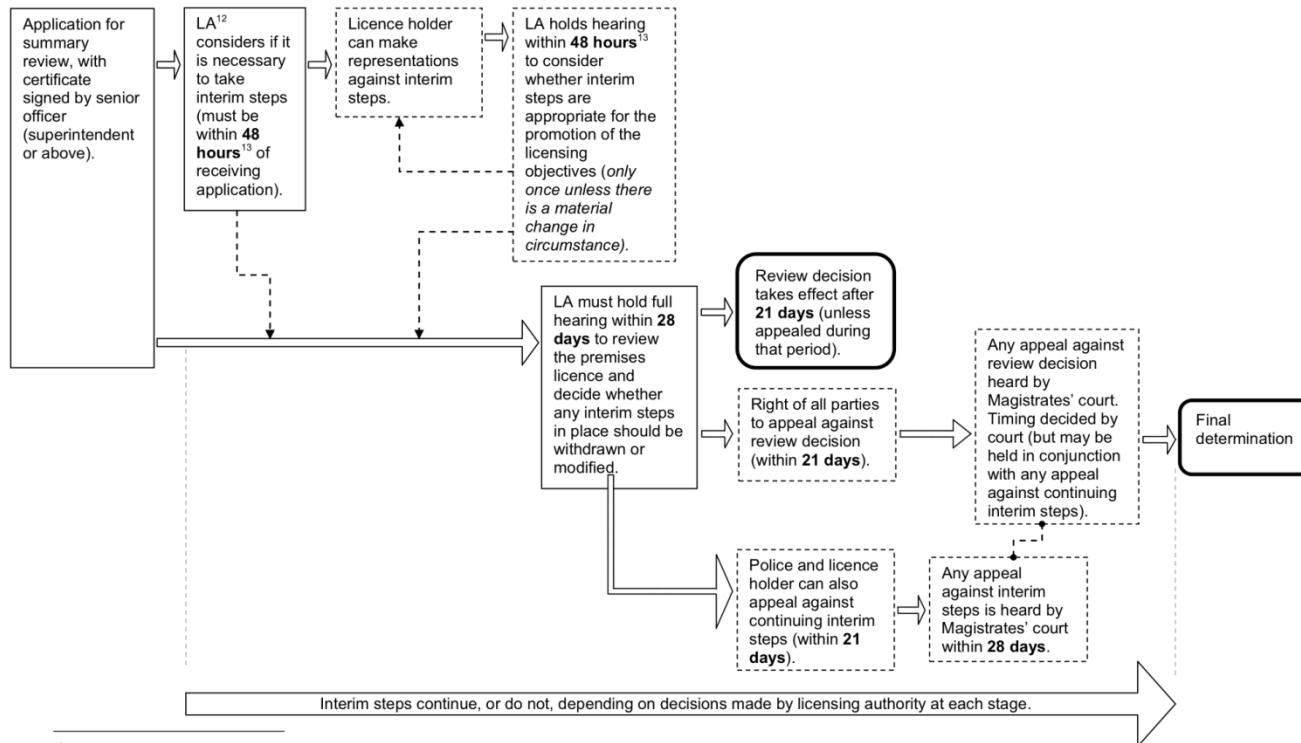 Application for
summary
review, with
certificate
signed by senior
officer
(superintendent
or above).
LA12
considers if it is
necessary to
take
interim steps
(must be
within 48
hours13 of
receiving
application).
Licence holder
can make
representations
against interim
steps.
LA holds hearing
within 48 hours13
to consider
whether interim
steps are
appropriate for the
promotion of the
licensing
objectives (only
once unless there
is a material
change in
circumstance).
LA must hold full
hearing within 28
days to review
the premises
licence and
decide whether
any interim steps
in place should be
withdrawn or
modified.
Review decision
takes effect after
21 days (unless
appealed during
that period).
Right of all parties
to appeal against
review decision
(within 21 days).
Any appeal against
review decision
heard by
Magistrates’ court.
Timing decided by
court (but may be
held in conjunction
with any appeal
against continuing
interim steps).
Final
determination
Police and licence
holder can also
appeal against
continuing interim
steps (within 21
days).
Any appeal
against interim
steps is heard by
Magistrates’ court
within 28 days.
Interim steps continue, or do not, depending on decisions made by licensing authority at each stage.